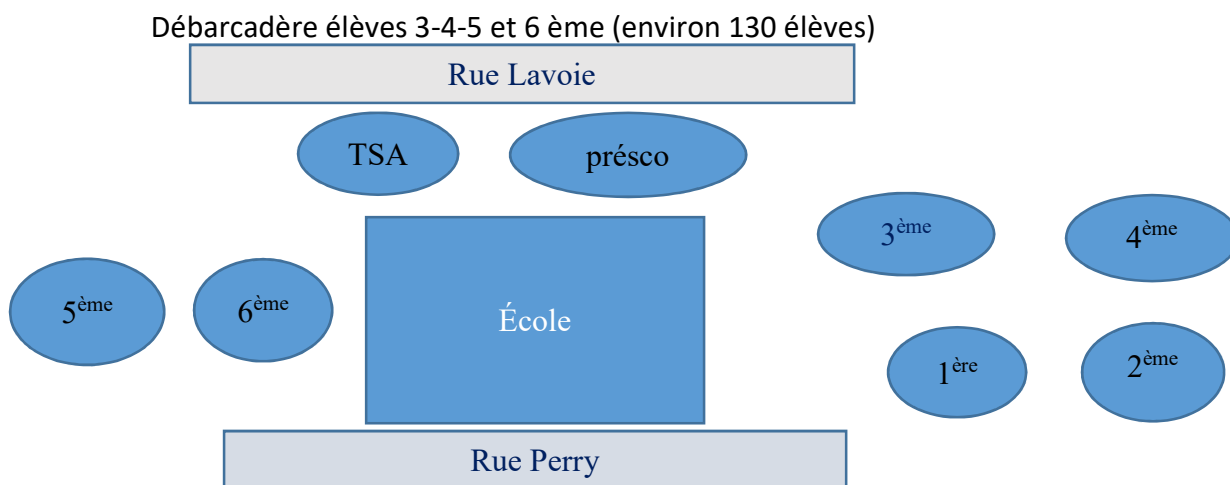 Débarcadère élèves 3-4-5 et 6 ème (environ 130 élèves)
Rue Lavoie
TSA
présco
3ème
4ème
5ème
6ème
École
1ère
2ème
Rue Perry